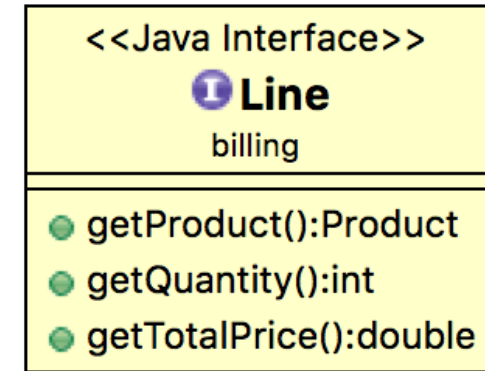 <<Java Interface>>
I Line
billing
getProduct():Product
getQuantity():int
getTotalPrice():double